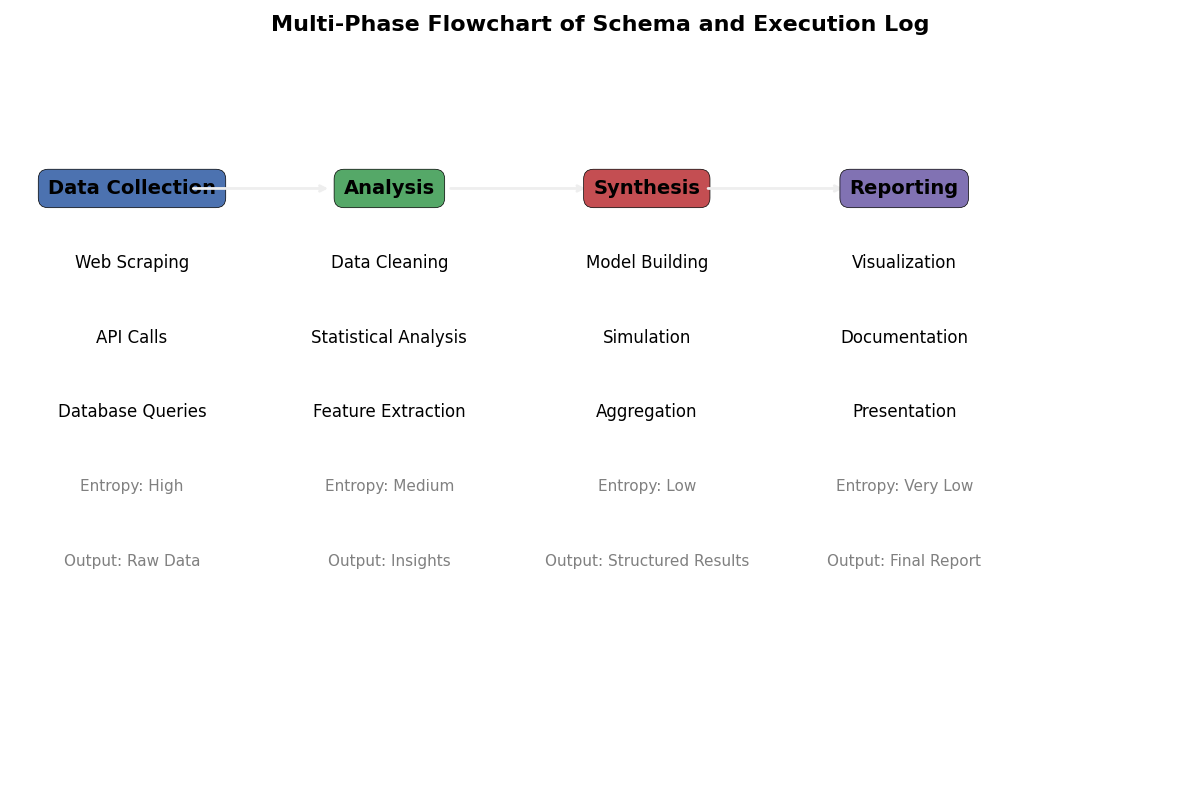 Multi-Phase Flowchart of Schema and Execution Log
Data Collection
Analysis
Synthesis
Reporting
Web Scraping
Data Cleaning
Model Building
Visualization
API Calls
Statistical Analysis
Simulation
Documentation
Database Queries
Feature Extraction
Aggregation
Presentation
Entropy: High
Entropy: Medium
Entropy: Low
Entropy: Very Low
Output: Raw Data
Output: Insights
Output: Structured Results
Output: Final Report